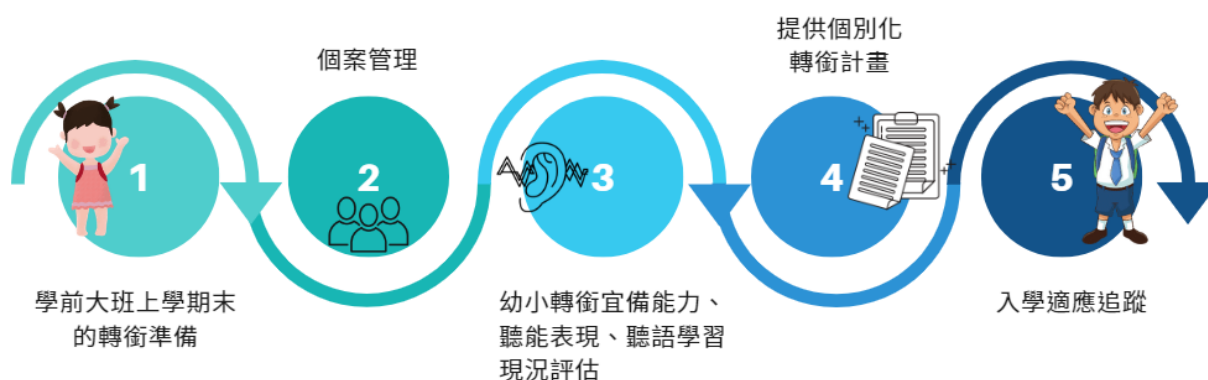 1
學前大班上學期末
的轉銜準備
個案管理
2
3
幼小轉銜宜備能力、
聽能表現、聽語學習
現況評估
提供個別化
轉銜計畫
4
5
入學適應追蹤